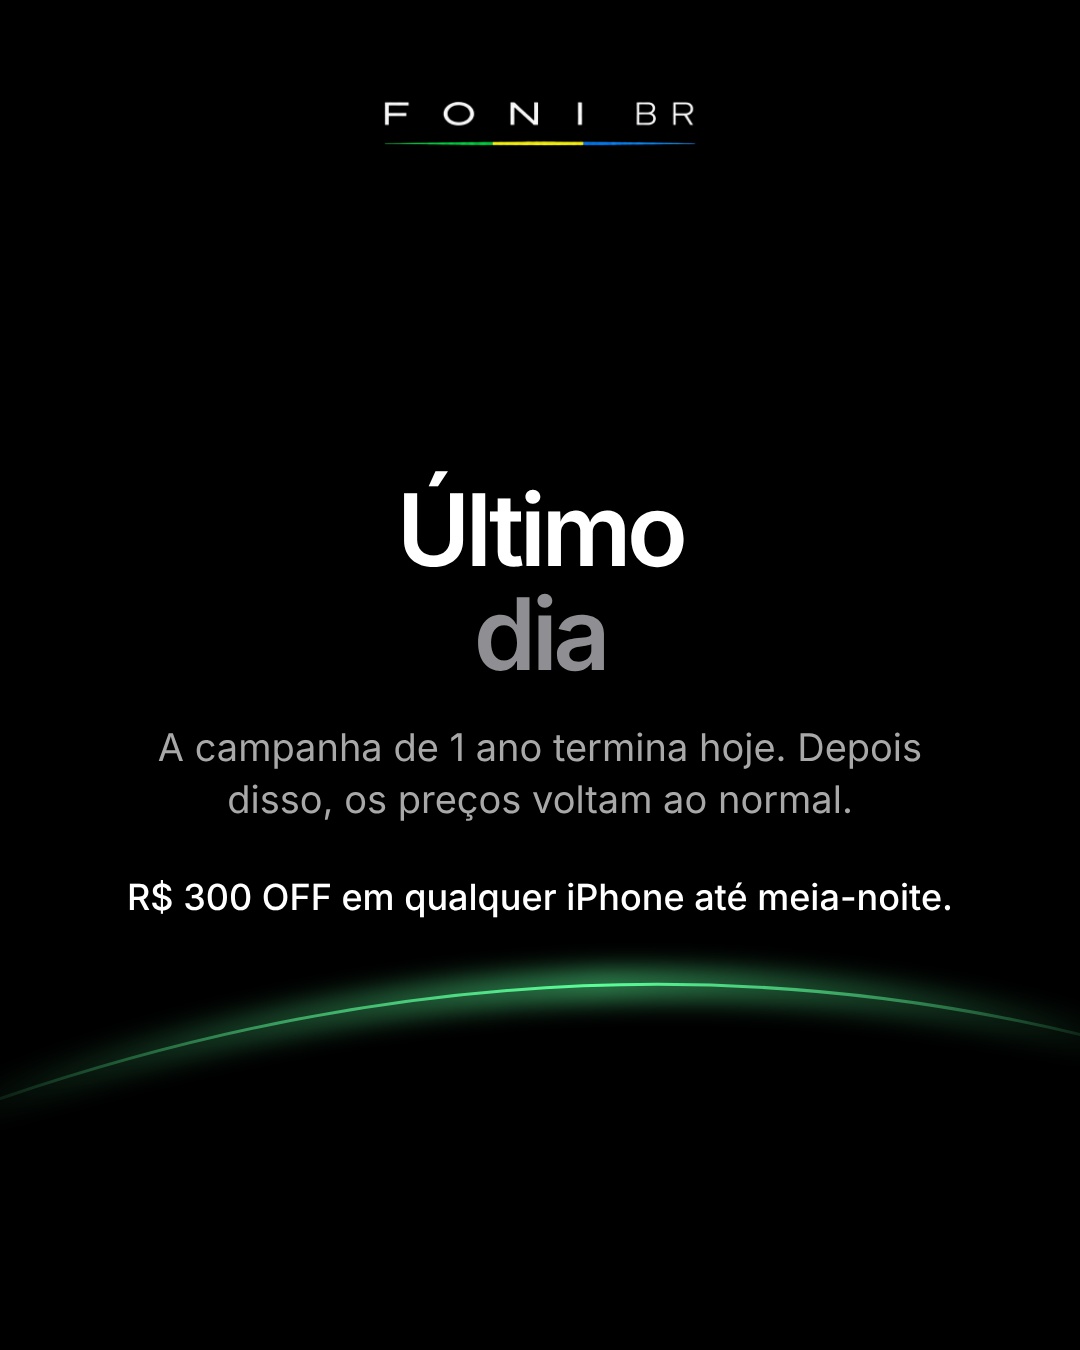 FONI BR
Último
dia
A campanha de 1 ano termina hoje. Depois
disso, os preços voltam ao normal.
R$ 300 OFF em qualquer iPhone até meia-noite.